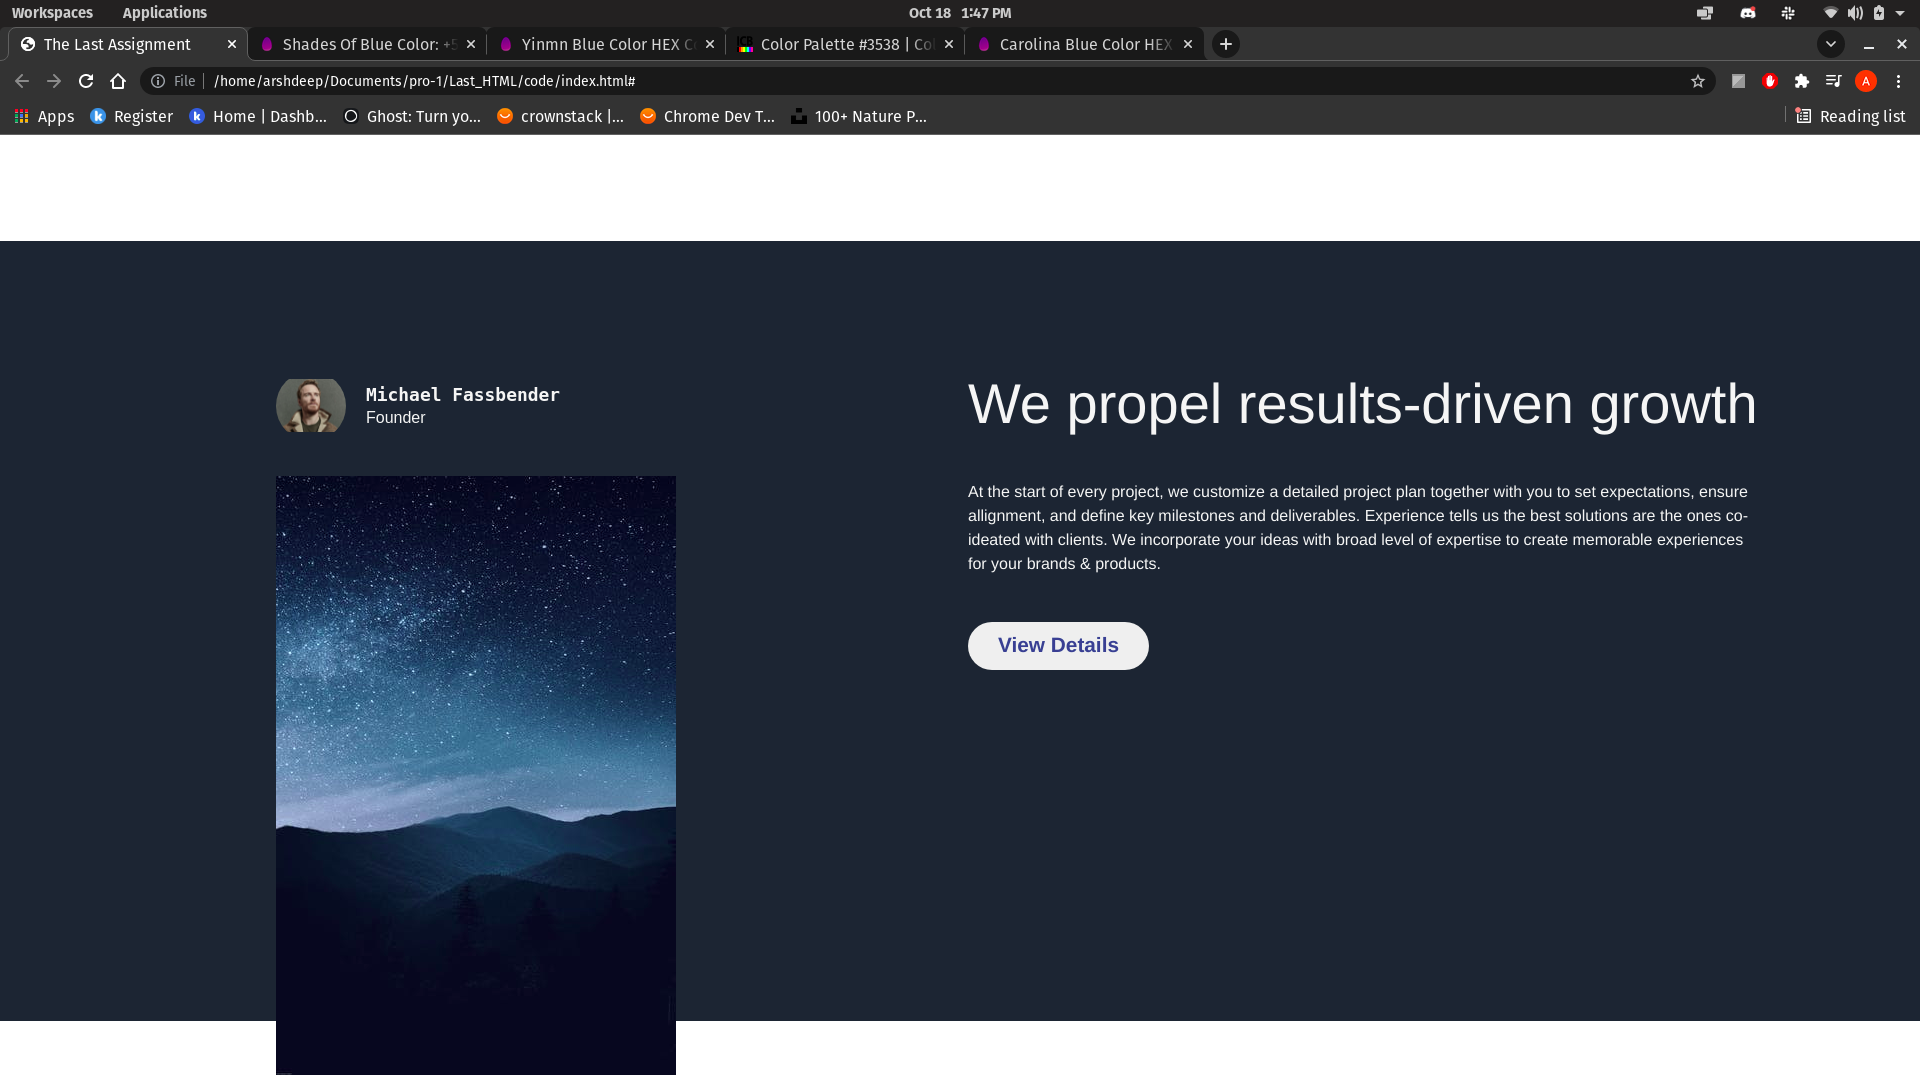 Workspaces Applications Oct 18 1:47 PM
The Last Assignment Shades Of Blue Color: +5 Yinmn Blue Color HEX C Color Palette #3538 | Co Carolina Blue Color HEX
File /home/arshdeep/Documents/pro-1/Last_HTML/code/index.html# A
Apps Register Home | Dashb... Ghost: Turn yo... crownstack |... Chrome Dev T... 100+ Nature P... Reading list
Michael Fassbender
Founder
We propel results-driven growth
At the start of every project, we customize a detailed project plan together with you to set expectations, ensure
allignment, and define key milestones and deliverables. Experience tells us the best solutions are the ones co-
ideated with clients. We incorporate your ideas with broad level of expertise to create memorable experiences
for your brands & products.
View Details